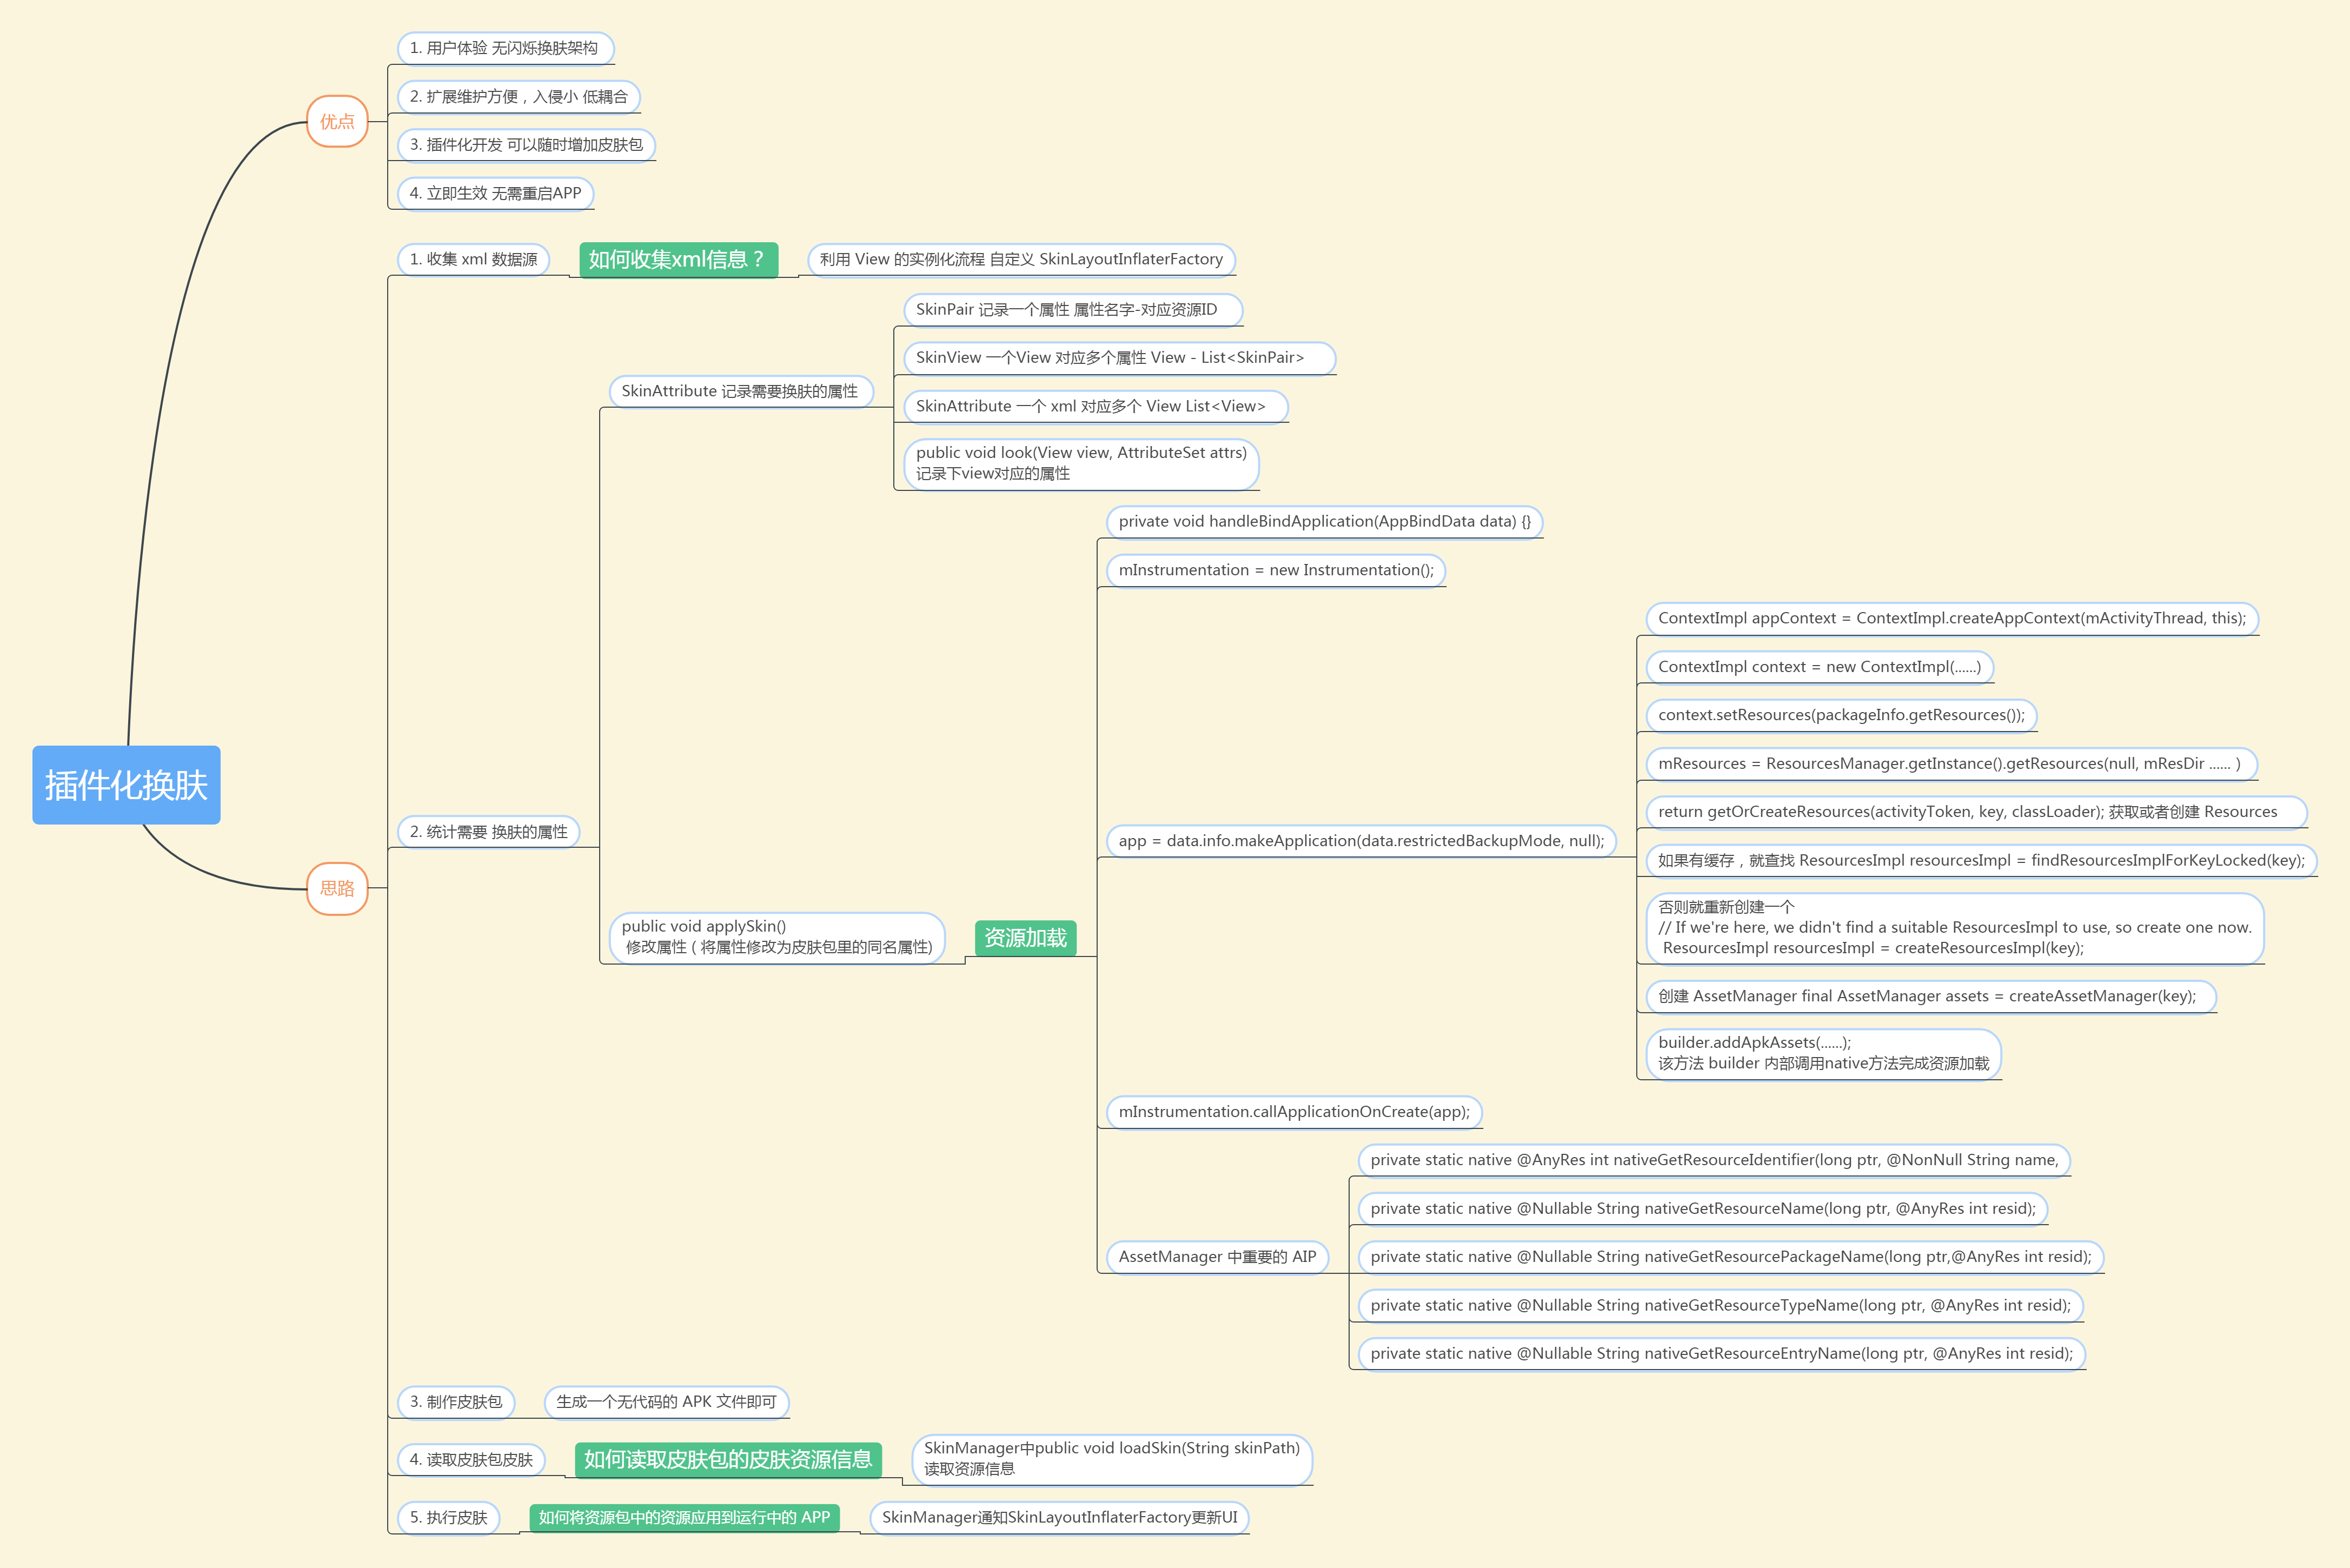 插件化换肤
优点
1. 用户体验 无闪烁换肤架构
2. 扩展维护方便，入侵小 低耦合
3. 插件化开发 可以随时增加皮肤包
4. 立即生效 无需重启APP
思路
1. 收集 xml 数据源
如何收集xml信息？
利用 View 的实例化流程 自定义 SkinLayoutInflaterFactory
2. 统计需要 换肤的属性
SkinAttribute 记录需要换肤的属性
SkinPair 记录一个属性 属性名字-对应资源ID
SkinView 一个View 对应多个属性 View - List<SkinPair>
SkinAttribute 一个 xml 对应多个 View List<View>
public void look(View view, AttributeSet attrs)
记录下view对应的属性
public void applySkin()
修改属性 ( 将属性修改为皮肤包里的同名属性)
资源加载
private void handleBindApplication(AppBindData data) {}
mInstrumentation = new Instrumentation();
app = data.info.makeApplication(data.restrictedBackupMode, null);
ContextImpl appContext = ContextImpl.createAppContext(mActivityThread, this);
ContextImpl context = new ContextImpl(......)
context.setResources(packageInfo.getResources());
mResources = ResourcesManager.getInstance().getResources(null, mResDir ...... )
return getOrCreateResources(activityToken, key, classLoader); 获取或者创建 Resources
如果有缓存，就查找 ResourcesImpl resourcesImpl = findResourcesImplForKeyLocked(key);
否则就重新创建一个
// If we're here, we didn't find a suitable ResourcesImpl to use, so create one now.
ResourcesImpl resourcesImpl = createResourcesImpl(key);
创建 AssetManager final AssetManager assets = createAssetManager(key);
builder.addApkAssets(......);
该方法 builder 内部调用native方法完成资源加载
mInstrumentation.callApplicationOnCreate(app);
AssetManager 中重要的 AIP
private static native @AnyRes int nativeGetResourceIdentifier(long ptr, @NonNull String name,
private static native @Nullable String nativeGetResourceName(long ptr, @AnyRes int resid);
private static native @Nullable String nativeGetResourcePackageName(long ptr,@AnyRes int resid);
private static native @Nullable String nativeGetResourceTypeName(long ptr, @AnyRes int resid);
private static native @Nullable String nativeGetResourceEntryName(long ptr, @AnyRes int resid);
3. 制作皮肤包
生成一个无代码的 APK 文件即可
4. 读取皮肤包皮肤
如何读取皮肤包的皮肤资源信息
SkinManager中public void loadSkin(String skinPath)
读取资源信息
5. 执行皮肤
如何将资源包中的资源应用到运行中的 APP
SkinManager通知SkinLayoutInflaterFactory更新UI